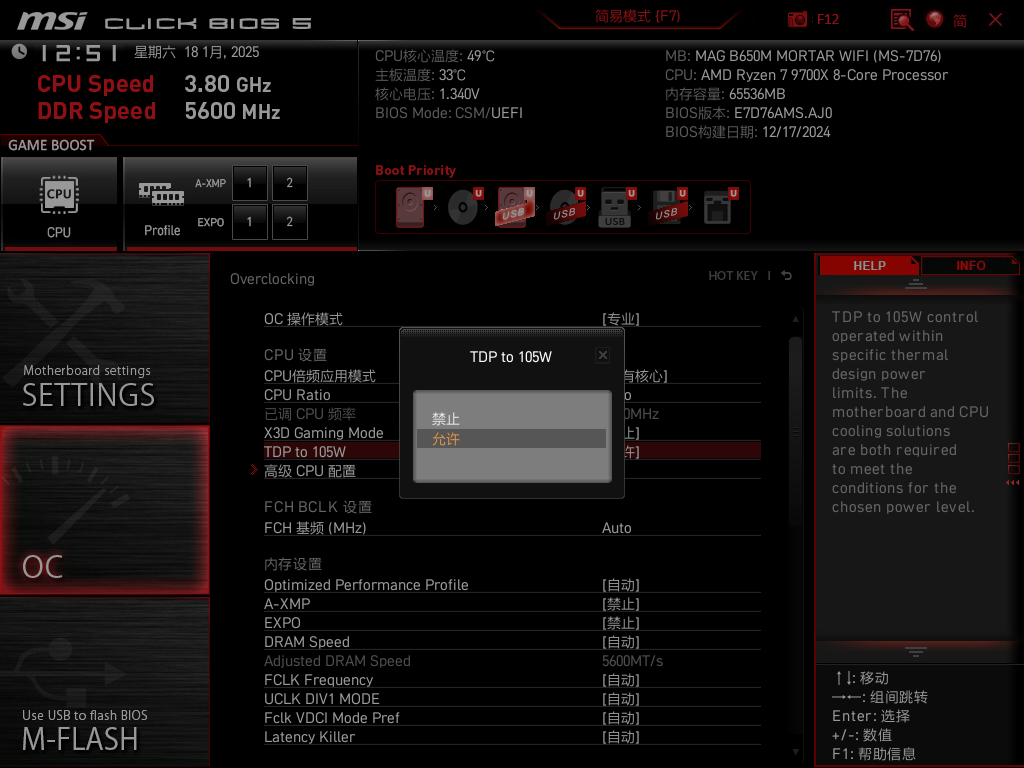 msi CLICK BIOS 5
简易模式 (F7)
F12
简
12:51 星期六 18 1月, 2025
CPU Speed 3.80 GHz
DDR Speed 5600 MHz
CPU核心温度: 49°C
主板温度: 33°C
核心电压: 1.340V
BIOS Mode: CSM/UEFI
MB: MAG B650M MORTAR WIFI (MS-7D76)
CPU: AMD Ryzen 7 9700X 8-Core Processor
内存容量: 65536MB
BIOS版本: E7D76AMS.AJ0
BIOS构建日期: 12/17/2024
GAME BOOST
CPU
CPU
Profile
A-XMP 1 2
EXPO 1 2
Boot Priority
U U U U U U U
USB USB USB USB
Motherboard settings
SETTINGS
OC
Use USB to flash BIOS
M-FLASH
Overclocking
HOT KEY
OC 操作模式 [专业]
CPU 设置
CPU倍频应用模式 有核心]
CPU Ratio o
已调 CPU 频率 0MHz
X3D Gaming Mode 止]
TDP to 105W 许]
高级 CPU 配置
FCH BCLK 设置
FCH 基频 (MHz) Auto
内存设置
Optimized Performance Profile [自动]
A-XMP [禁止]
EXPO [禁止]
DRAM Speed [自动]
Adjusted DRAM Speed 5600MT/s
FCLK Frequency [自动]
UCLK DIV1 MODE [自动]
Fclk VDCI Mode Pref [自动]
Latency Killer [自动]
TDP to 105W
禁止
允许
HELP
INFO
TDP to 105W control
operated within
specific thermal
design power
limits. The
motherboard and CPU
cooling solutions
are both required
to meet the
conditions for the
chosen power level.
↑↓: 移动
→←: 组间跳转
Enter: 选择
+/-: 数值
F1: 帮助信息